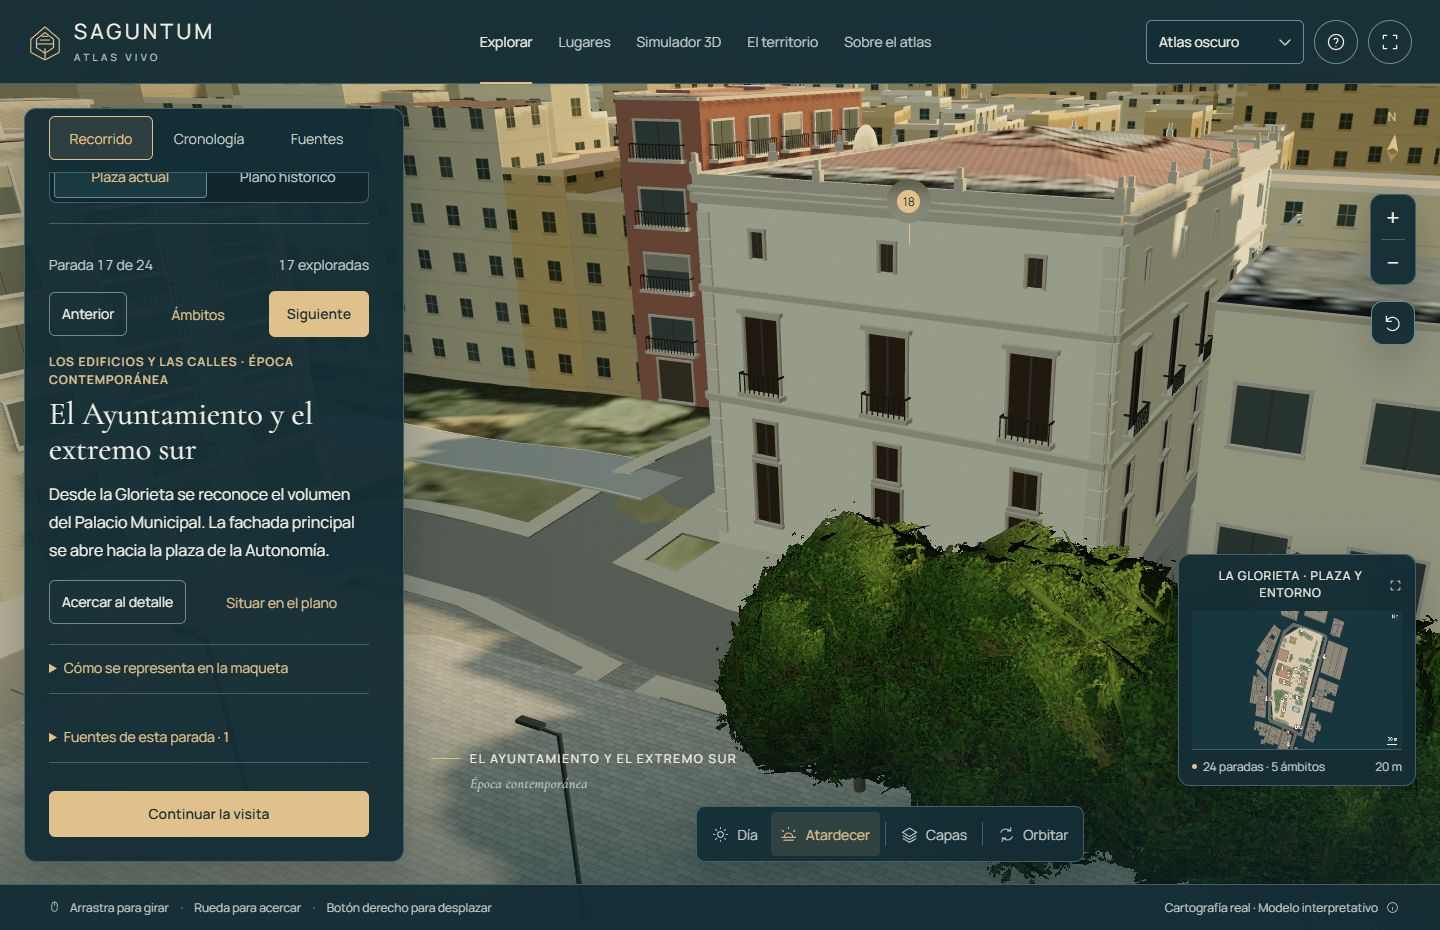 SAGUNTUM
ATLAS VIVO
Explorar
Lugares
Simulador 3D
El territorio
Sobre el atlas
Atlas oscuro
Recorrido
Cronología
Fuentes
Plaza actual
Plano histórico
Parada 17 de 24
17 exploradas
Anterior
Ámbitos
Siguiente
LOS EDIFICIOS Y LAS CALLES · ÉPOCA
CONTEMPORÁNEA
El Ayuntamiento y el
extremo sur
Desde la Glorieta se reconoce el volumen
del Palacio Municipal. La fachada principal
se abre hacia la plaza de la Autonomía.
Acercar al detalle
Situar en el plano
Cómo se representa en la maqueta
Fuentes de esta parada · 1
Continuar la visita
18
N
+
−
EL AYUNTAMIENTO Y EL EXTREMO SUR
Época contemporánea
LA GLORIETA · PLAZA Y
ENTORNO
24 paradas · 5 ámbitos
20 m
Día
Atardecer
Capas
Orbitar
Arrastra para girar · Rueda para acercar · Botón derecho para desplazar
Cartografía real · Modelo interpretativo